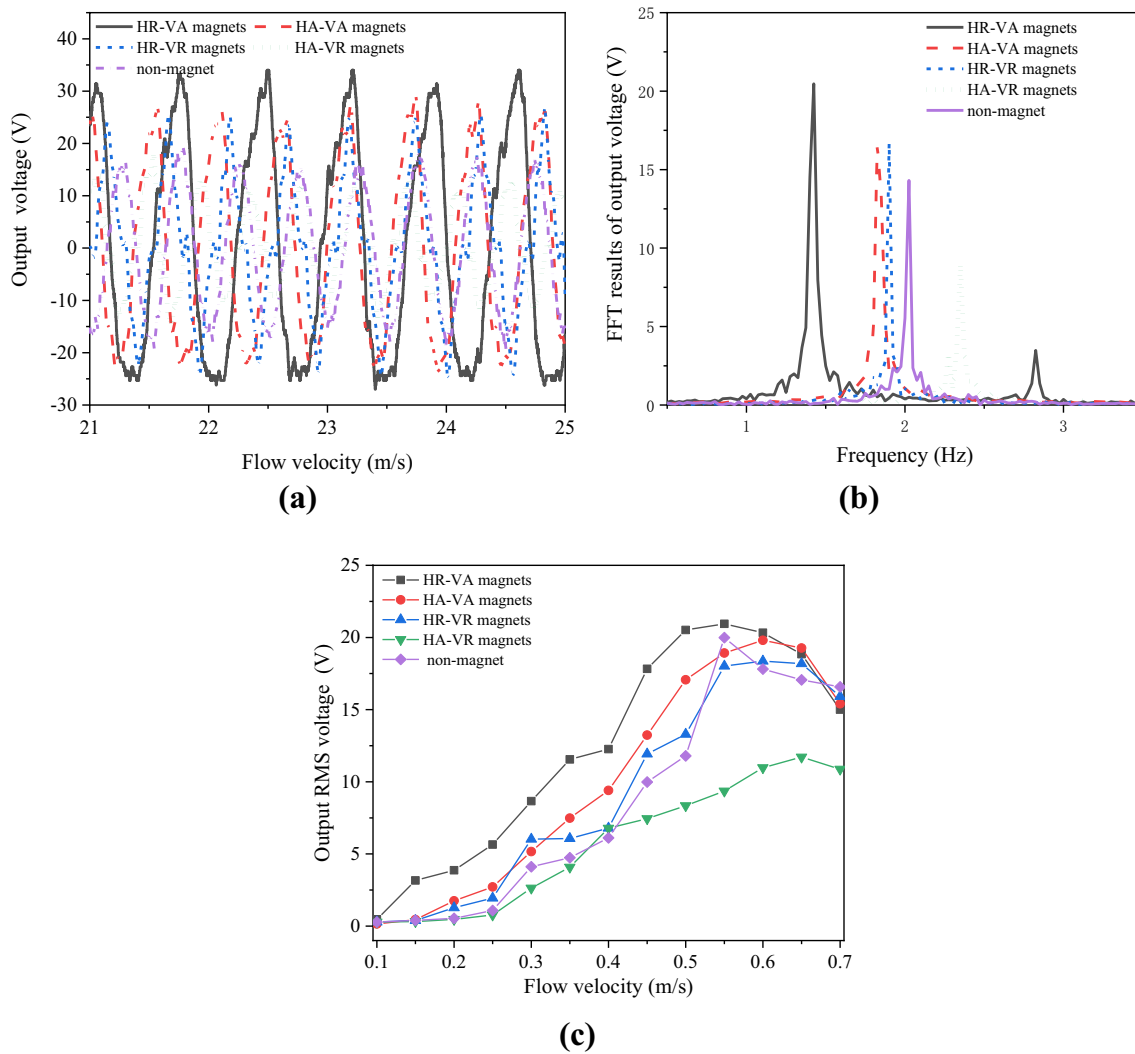 HR-VA magnets
HA-VA magnets
HR-VR magnets
HA-VR magnets
non-magnet
Output voltage (V)
45
40
30
20
10
0
-10
-20
-30
21
22
23
24
25
Flow velocity (m/s)
(a)
HR-VA magnets
HA-VA magnets
HR-VR magnets
HA-VR magnets
non-magnet
FFT results of output voltage (V)
25
20
15
10
5
0
1
2
3
Frequency (Hz)
(b)
HR-VA magnets
HA-VA magnets
HR-VR magnets
HA-VR magnets
non-magnet
Output RMS voltage (V)
25
20
15
10
5
0
0.1
0.2
0.3
0.4
0.5
0.6
0.7
Flow velocity (m/s)
(c)